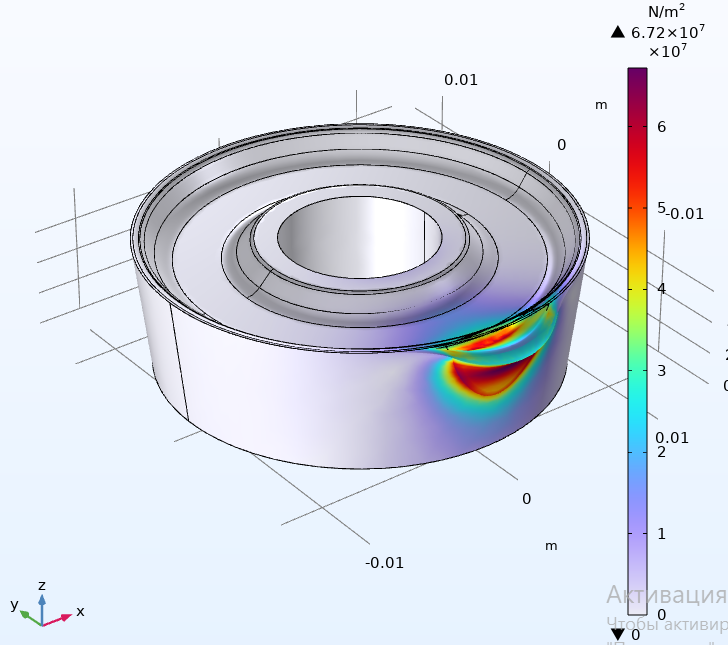 N/m²
▲ 6.72×10⁷
×10⁷
0.01
m
0
6
5
-0.01
4
3
0.01
2
0
m
1
-0.01
z
y
x
Активация
0
Чтобы активир
▼ 0